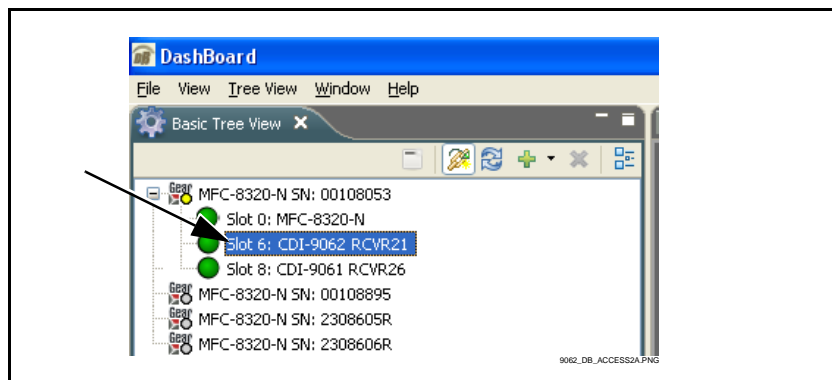 DashBoard
File View Tree View Window Help
Basic Tree View
Gear MFC-8320-N SN: 00108053
Slot 0: MFC-8320-N
Slot 6: CDI-9062 RCVR21
Slot 8: CDI-9061 RCVR26
Gear MFC-8320-N SN: 00108895
Gear MFC-8320-N SN: 2308605R
Gear MFC-8320-N SN: 2308606R
9062_DB_ACCESS2A.PNG